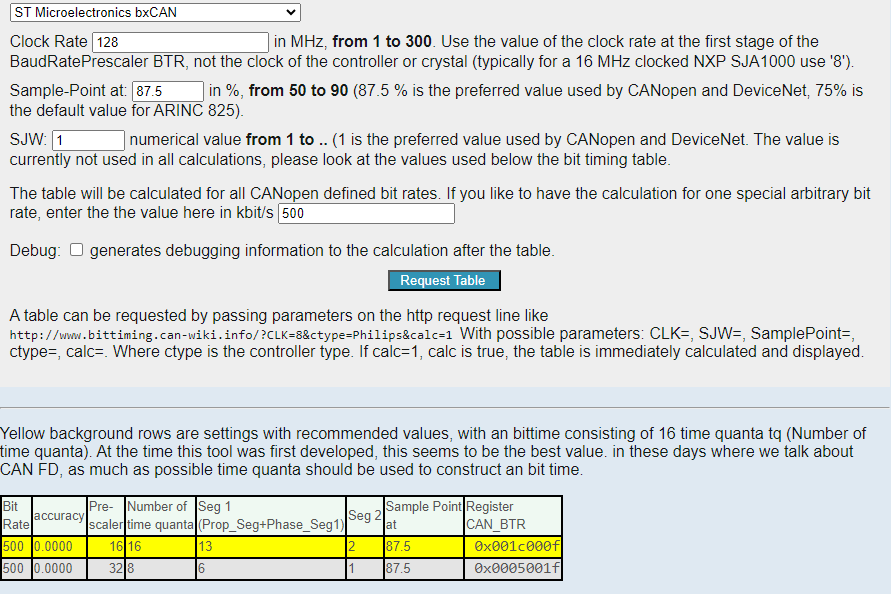 ST Microelectronics bxCAN
Clock Rate 128 in MHz, from 1 to 300. Use the value of the clock rate at the first stage of the
BaudRatePrescaler BTR, not the clock of the controller or crystal (typically for a 16 MHz clocked NXP SJA1000 use '8').
Sample-Point at: 87.5 in %, from 50 to 90 (87.5 % is the preferred value used by CANopen and DeviceNet, 75% is
the default value for ARINC 825).
SJW: 1 numerical value from 1 to .. (1 is the preferred value used by CANopen and DeviceNet. The value is
currently not used in all calculations, please look at the values used below the bit timing table.
The table will be calculated for all CANopen defined bit rates. If you like to have the calculation for one special arbitrary bit
rate, enter the the value here in kbit/s 500
Debug: generates debugging information to the calculation after the table.
Request Table
A table can be requested by passing parameters on the http request line like
http://www.bittiming.can-wiki.info/?CLK=8&ctype=Philips&calc=1 With possible parameters: CLK=, SJW=, SamplePoint=,
ctype=, calc=. Where ctype is the controller type. If calc=1, calc is true, the table is immediately calculated and displayed.
Yellow background rows are settings with recommended values, with an bittime consisting of 16 time quanta tq (Number of
time quanta). At the time this tool was first developed, this seems to be the best value. in these days where we talk about
CAN FD, as much as possible time quanta should be used to construct an bit time.
Bit Rate accuracy Pre-scaler Number of time quanta Seg 1 (Prop_Seg+Phase_Seg1) Seg 2 Sample Point at Register CAN_BTR
500 0.0000 16 16 13 2 87.5 0x001c000f
500 0.0000 32 8 6 1 87.5 0x0005001f